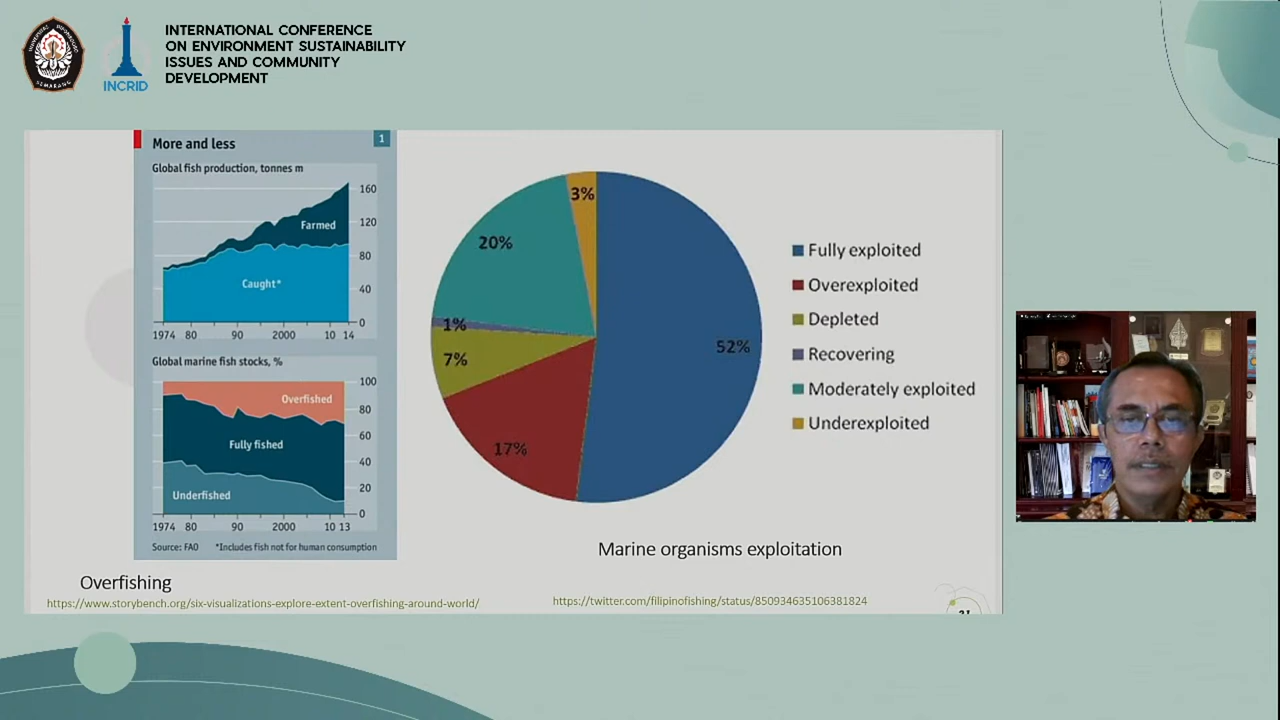 UNIVERSITAS DIPONEGORO
SEMARANG
INCRID
INTERNATIONAL CONFERENCE
ON ENVIRONMENT SUSTAINABILITY
ISSUES AND COMMUNITY
DEVELOPMENT
More and less
1
Global fish production, tonnes m
160
120
80
40
0
Farmed
Caught*
1974 80 90 2000 10 14
Global marine fish stocks, %
100
80
60
40
20
0
Overfished
Fully fished
Underfished
1974 80 90 2000 10 13
Source: FAO *Includes fish not for human consumption
Overfishing
https://www.storybench.org/six-visualizations-explore-extent-overfishing-around-world/
3%
20%
1%
7%
17%
52%
Fully exploited
Overexploited
Depleted
Recovering
Moderately exploited
Underexploited
Marine organisms exploitation
https://twitter.com/filipinofishing/status/850934635106381824